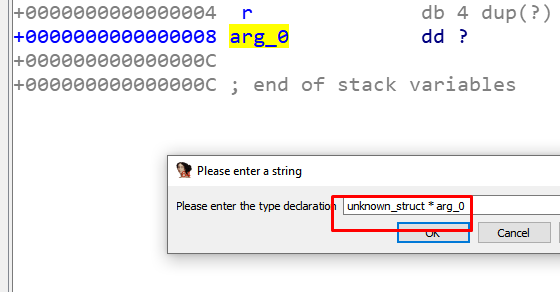 +0000000000000004 r db 4 dup(?)
+0000000000000008 arg_0 dd ?
+000000000000000C
+000000000000000C ; end of stack variables
Please enter a string
Please enter the type declaration unknown_struct * arg_0
OK Cancel